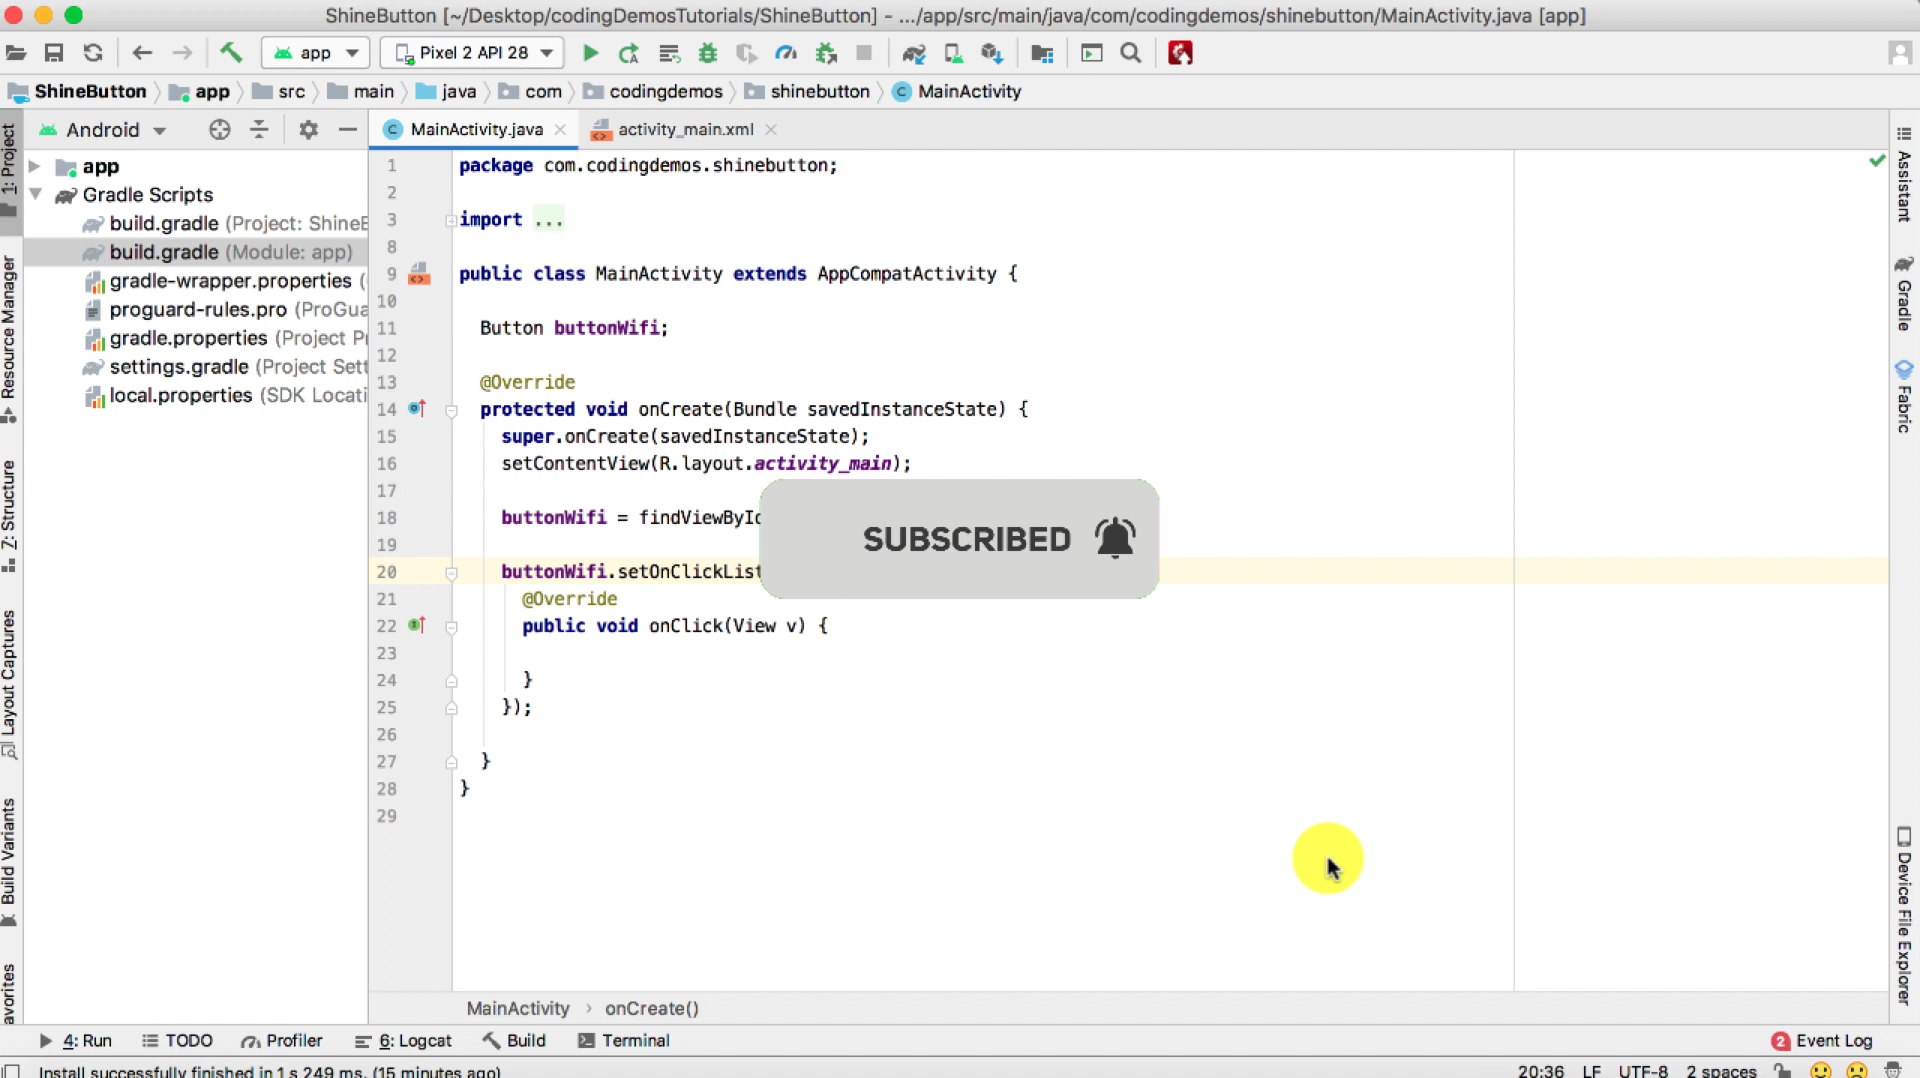 ShineButton [~/Desktop/codingDemosTutorials/ShineButton] - .../app/src/main/java/com/codingdemos/shinebutton/MainActivity.java [app]
app
Pixel 2 API 28
ShineButton
app
src
main
java
com
codingdemos
shinebutton
MainActivity
1: Project
Resource Manager
Z: Structure
Layout Captures
Build Variants
avorites
Android
app
Gradle Scripts
build.gradle (Project: Shine
build.gradle (Module: app)
gradle-wrapper.properties (
proguard-rules.pro (ProGua
gradle.properties (Project P
settings.gradle (Project Sett
local.properties (SDK Locati
MainActivity.java
activity_main.xml
1 package com.codingdemos.shinebutton;
2
3 import ...
8
9 public class MainActivity extends AppCompatActivity {
10
11 Button buttonWifi;
12
13 @Override
14 protected void onCreate(Bundle savedInstanceState) {
15 super.onCreate(savedInstanceState);
16 setContentView(R.layout.activity_main);
17
18 buttonWifi = findViewById
19
20 buttonWifi.setOnClickList
21 @Override
22 public void onClick(View v) {
23
24 }
25 });
26
27 }
28 }
29
SUBSCRIBED
MainActivity › onCreate()
Assistant
Gradle
Fabric
Device File Explorer
4: Run
TODO
Profiler
6: Logcat
Build
Terminal
2 Event Log
Install successfully finished in 1 s 249 ms. (15 minutes ago)
20:36 LF UTF-8 2 spaces